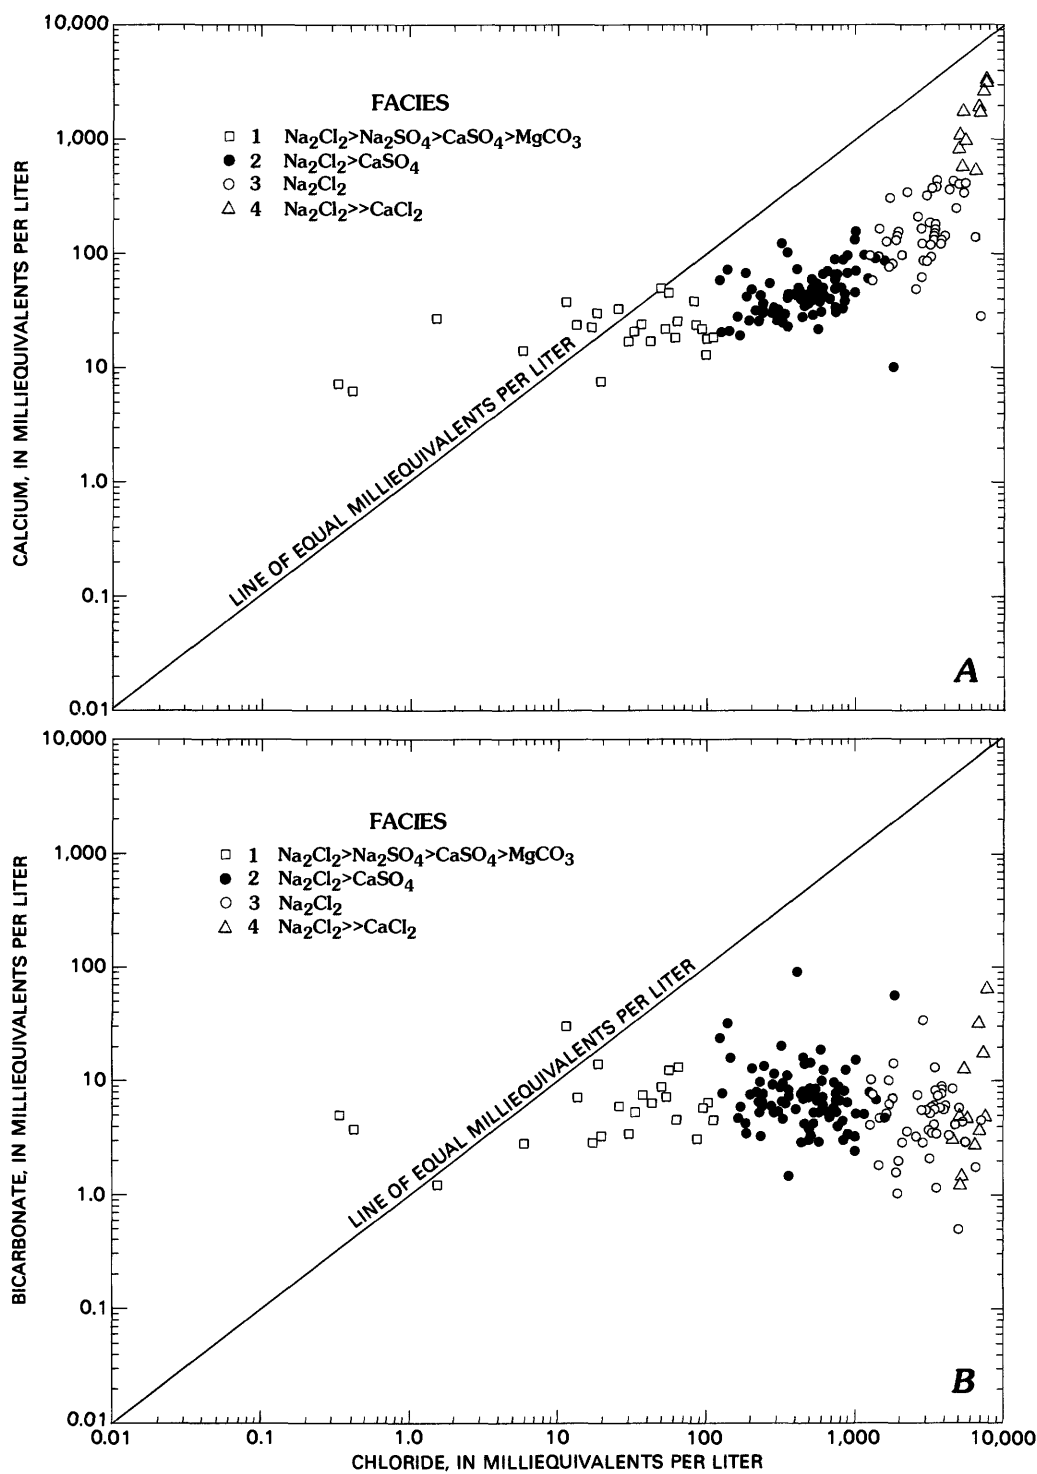 10,000
1,000
100
10
1.0
0.1
0.01
CALCIUM, IN MILLIEQUIVALENTS PER LITER
FACIES
1 Na2Cl2>Na2SO4>CaSO4>MgCO3
2 Na2Cl2>CaSO4
3 Na2Cl2
4 Na2Cl2>>CaCl2
LINE OF EQUAL MILLIEQUIVALENTS PER LITER
A
10,000
1,000
100
10
1.0
0.1
0.01
BICARBONATE, IN MILLIEQUIVALENTS PER LITER
FACIES
1 Na2Cl2>Na2SO4>CaSO4>MgCO3
2 Na2Cl2>CaSO4
3 Na2Cl2
4 Na2Cl2>>CaCl2
LINE OF EQUAL MILLIEQUIVALENTS PER LITER
B
0.01 0.1 1.0 10 100 1,000 10,000
CHLORIDE, IN MILLIEQUIVALENTS PER LITER